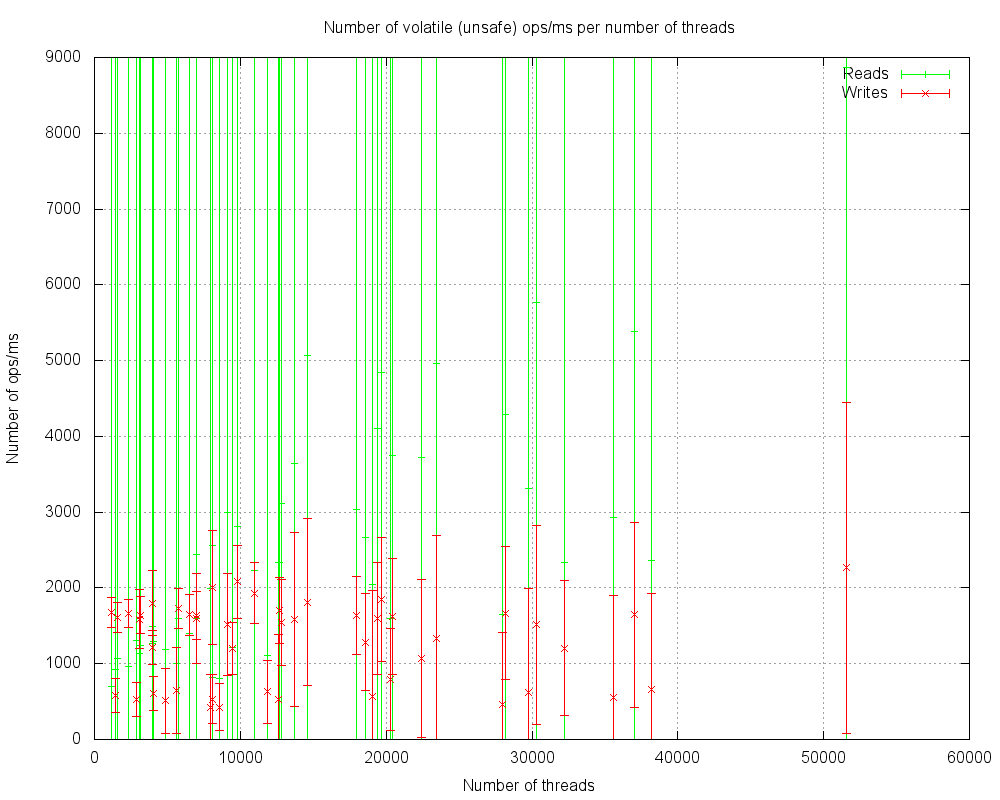 Number of volatile (unsafe) ops/ms per number of threads
9000
8000
7000
6000
5000
4000
3000
2000
1000
0
Number of ops/ms
Reads
Writes
0 10000 20000 30000 40000 50000 60000
Number of threads